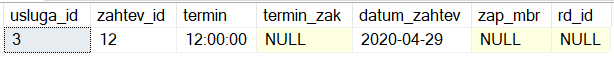 usluga_id zahtev_id termin termin_zak datum_zahtev zap_mbr rd_id
3 12 12:00:00 NULL 2020-04-29 NULL NULL